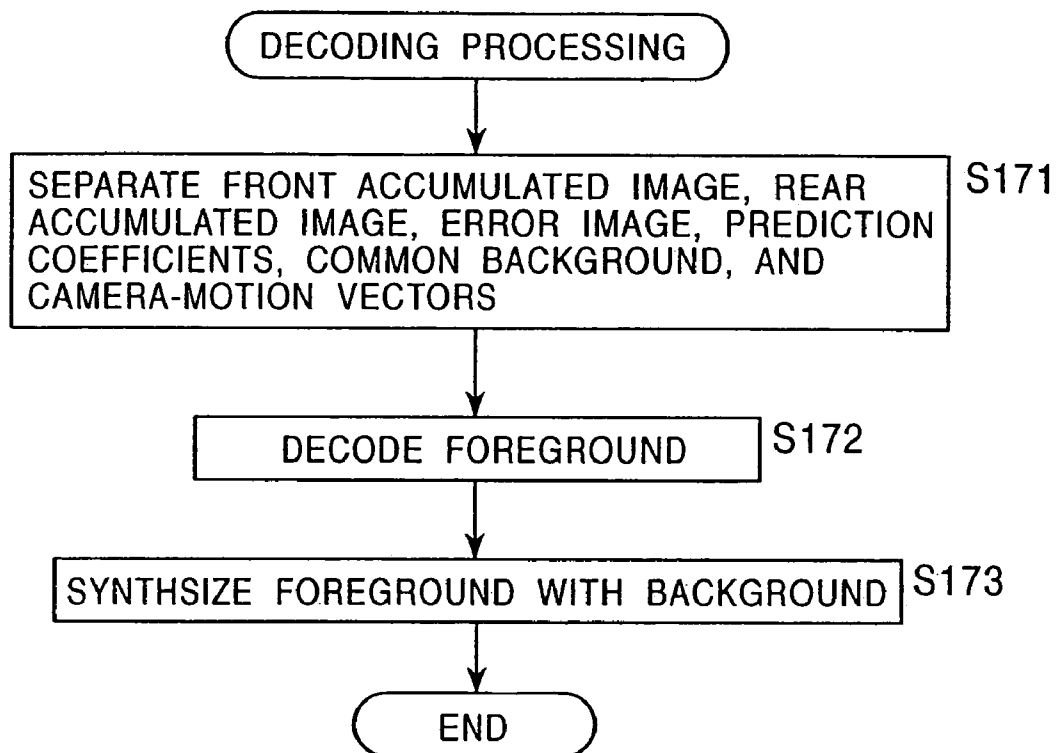 DECODING PROCESSING
SEPARATE FRONT ACCUMULATED IMAGE, REAR
ACCUMULATED IMAGE, ERROR IMAGE, PREDICTION
COEFFICIENTS, COMMON BACKGROUND, AND
CAMERA-MOTION VECTORS
S171
DECODE FOREGROUND
S172
SYNTHSIZE FOREGROUND WITH BACKGROUND
S173
END